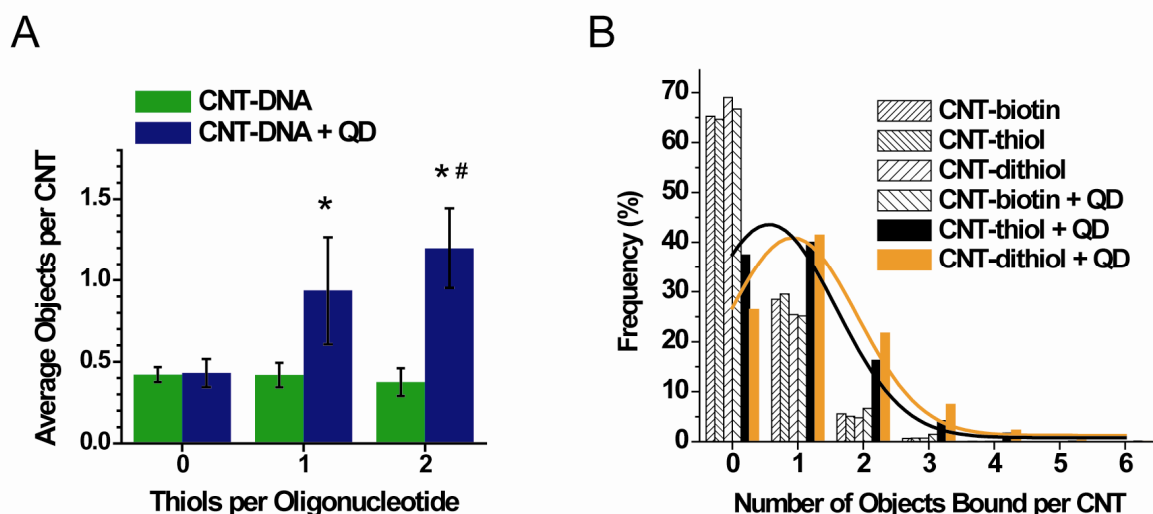 A
CNT-DNA
CNT-DNA + QD
Average Objects per CNT
1.5
1.0
0.5
0.0
*
* #
0 1 2
Thiols per Oligonucleotide
B
CNT-biotin
CNT-thiol
CNT-dithiol
CNT-biotin + QD
CNT-thiol + QD
CNT-dithiol + QD
Frequency (%)
70
60
50
40
30
20
10
0
0 1 2 3 4 5 6
Number of Objects Bound per CNT